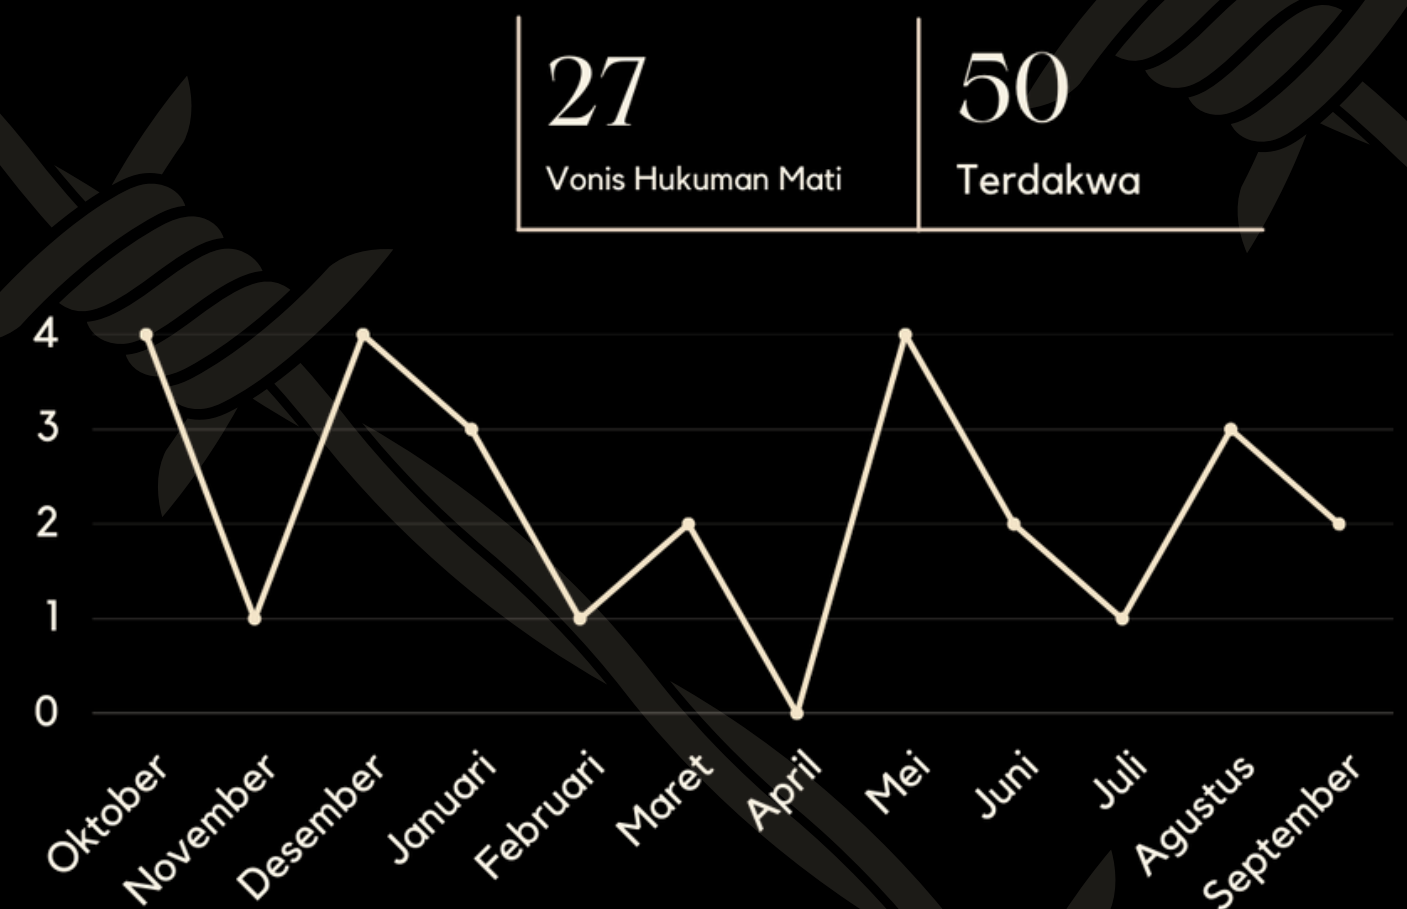 27
Vonis Hukuman Mati
50
Terdakwa
4
3
2
1
0
Oktober
November
Desember
Januari
Februari
Maret
April
Mei
Juni
Juli
Agustus
September